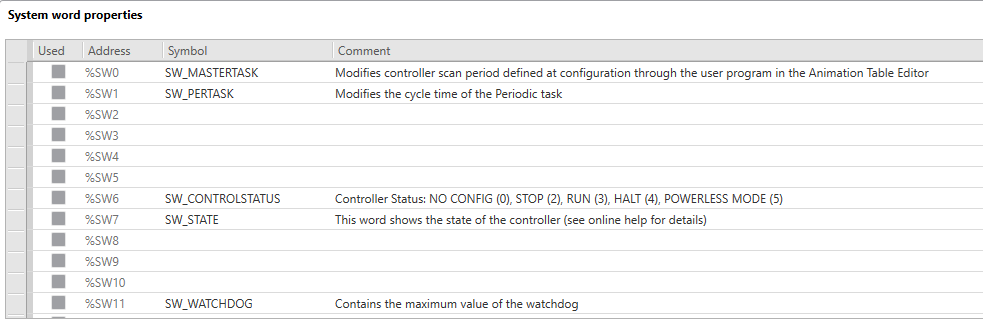 System word properties
Used Address Symbol Comment
%SW0 SW_MASTERTASK Modifies controller scan period defined at configuration through the user program in the Animation Table Editor
%SW1 SW_PERTASK Modifies the cycle time of the Periodic task
%SW2
%SW3
%SW4
%SW5
%SW6 SW_CONTROLSTATUS Controller Status: NO CONFIG (0), STOP (2), RUN (3), HALT (4), POWERLESS MODE (5)
%SW7 SW_STATE This word shows the state of the controller (see online help for details)
%SW8
%SW9
%SW10
%SW11 SW_WATCHDOG Contains the maximum value of the watchdog